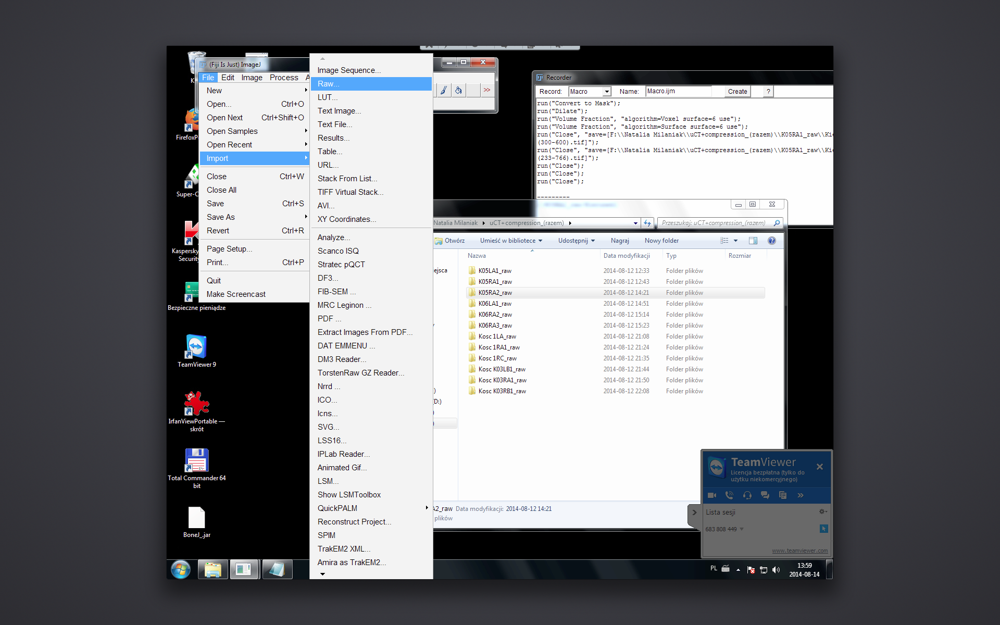 (Fiji Is Just) ImageJ
File Edit Image Process
New
Open... Ctrl+O
Open Next Ctrl+Shift+O
Open Samples
Open Recent
Import
Close Ctrl+W
Close All
Save Ctrl+S
Save As
Revert Ctrl+R
Page Setup...
Print... Ctrl+P
Quit
Make Screencast
Image Sequence...
Raw...
LUT...
Text Image...
Text File...
Results...
Table...
URL...
Stack From List...
TIFF Virtual Stack...
AVI...
XY Coordinates...
Analyze...
Scanco ISQ
Stratec pQCT
DF3...
FIB-SEM ...
MRC Leginon ...
PDF ...
Extract Images From PDF...
DAT EMMENU ...
DM3 Reader...
TorstenRaw GZ Reader...
Nrrd ...
ICO...
Icns...
SVG...
LSS16...
IPLab Reader...
Animated Gif...
LSM...
Show LSMToolbox
QuickPALM
Reconstruct Project...
SPIM
TrakEM2 XML...
Amira as TrakEM2...
>>
Recorder
Record: Macro Name: Macro.ijm Create ?
run("Convert to Mask");
run("Dilate");
run("Volume Fraction", "algorithm=Voxel surface=6 use");
run("Volume Fraction", "algorithm=Surface surface=6 use");
run("Close", "save=[F:\\Natalia Milaniak\\uCT+compression_(razem)\\K05RA1_raw\\Ki
(300-600).tif]");
run("Close", "save=[F:\\Natalia Milaniak\\uCT+compression_(razem)\\K05RA1_raw\\Ki
(233-766).tif]");
run("Close");
run("Close");
run("Close");
---------
Natalia Milaniak uCT+compression_(razem)
Przeszukaj: uCT+compression_(razem)
Otwórz Umieść w bibliotece Udostępnij Nagraj Nowy folder
Nazwa Data modyfikacji Typ Rozmiar
K05LA1_raw 2014-08-12 12:33 Folder plików
K05RA1_raw 2014-08-12 12:43 Folder plików
K05RA2_raw 2014-08-12 14:21 Folder plików
K06LA1_raw 2014-08-12 14:51 Folder plików
K06RA2_raw 2014-08-12 15:14 Folder plików
K06RA3_raw 2014-08-12 15:23 Folder plików
Kosc 1LA_raw 2014-08-12 21:08 Folder plików
Kosc 1RA1_raw 2014-08-12 21:24 Folder plików
Kosc 1RC_raw 2014-08-12 21:35 Folder plików
Kosc K03LB1_raw 2014-08-12 21:44 Folder plików
Kosc K03RA1_raw 2014-08-12 21:50 Folder plików
Kosc K03RB1_raw 2014-08-12 22:08 Folder plików
ejsca
)
D:)
)
)
A2_raw Data modyfikacji: 2014-08-12 14:21
plików
FirefoxP
Super-C
Kaspersky
Security
Bezpieczne pieniądze
TeamViewer 9
IrfanViewPortable —
skrót
Total Commander 64
bit
BoneJ_.jar
TeamViewer
Licencja bezpłatna (tylko do
użytku niekomercyjnego)
Lista sesji
683 808 449
www.teamviewer.com
PL
13:59
2014-08-14